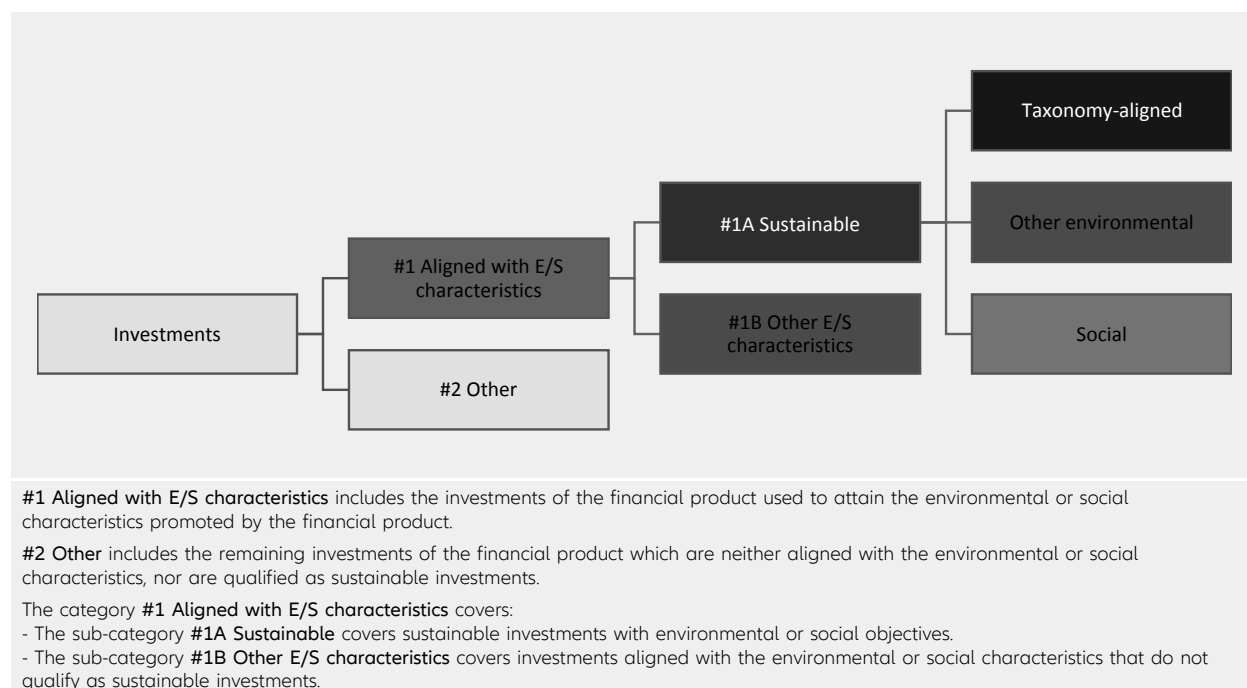 Taxonomy-aligned
#1A Sustainable
Other environmental
#1 Aligned with E/S
characteristics
Investments
#1B Other E/S
characteristics
Social
#2 Other
#1 Aligned with E/S characteristics includes the investments of the financial product used to attain the environmental or social
characteristics promoted by the financial product.
#2 Other includes the remaining investments of the financial product which are neither aligned with the environmental or social
characteristics, nor are qualified as sustainable investments.
The category #1 Aligned with E/S characteristics covers:
- The sub-category #1A Sustainable covers sustainable investments with environmental or social objectives.
- The sub-category #1B Other E/S characteristics covers investments aligned with the environmental or social characteristics that do not
qualify as sustainable investments.